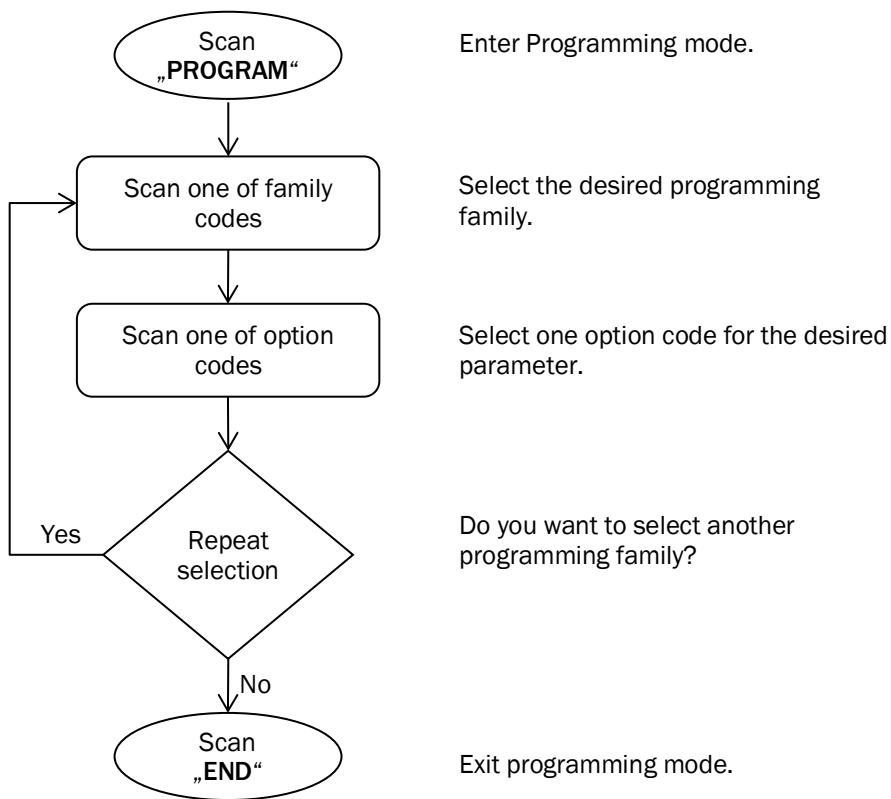 Scan
„PROGRAM“
Enter Programming mode.
Scan one of family
codes
Select the desired programming
family.
Scan one of option
codes
Select one option code for the desired
parameter.
Yes
Repeat
selection
Do you want to select another
programming family?
No
Scan
„END“
Exit programming mode.